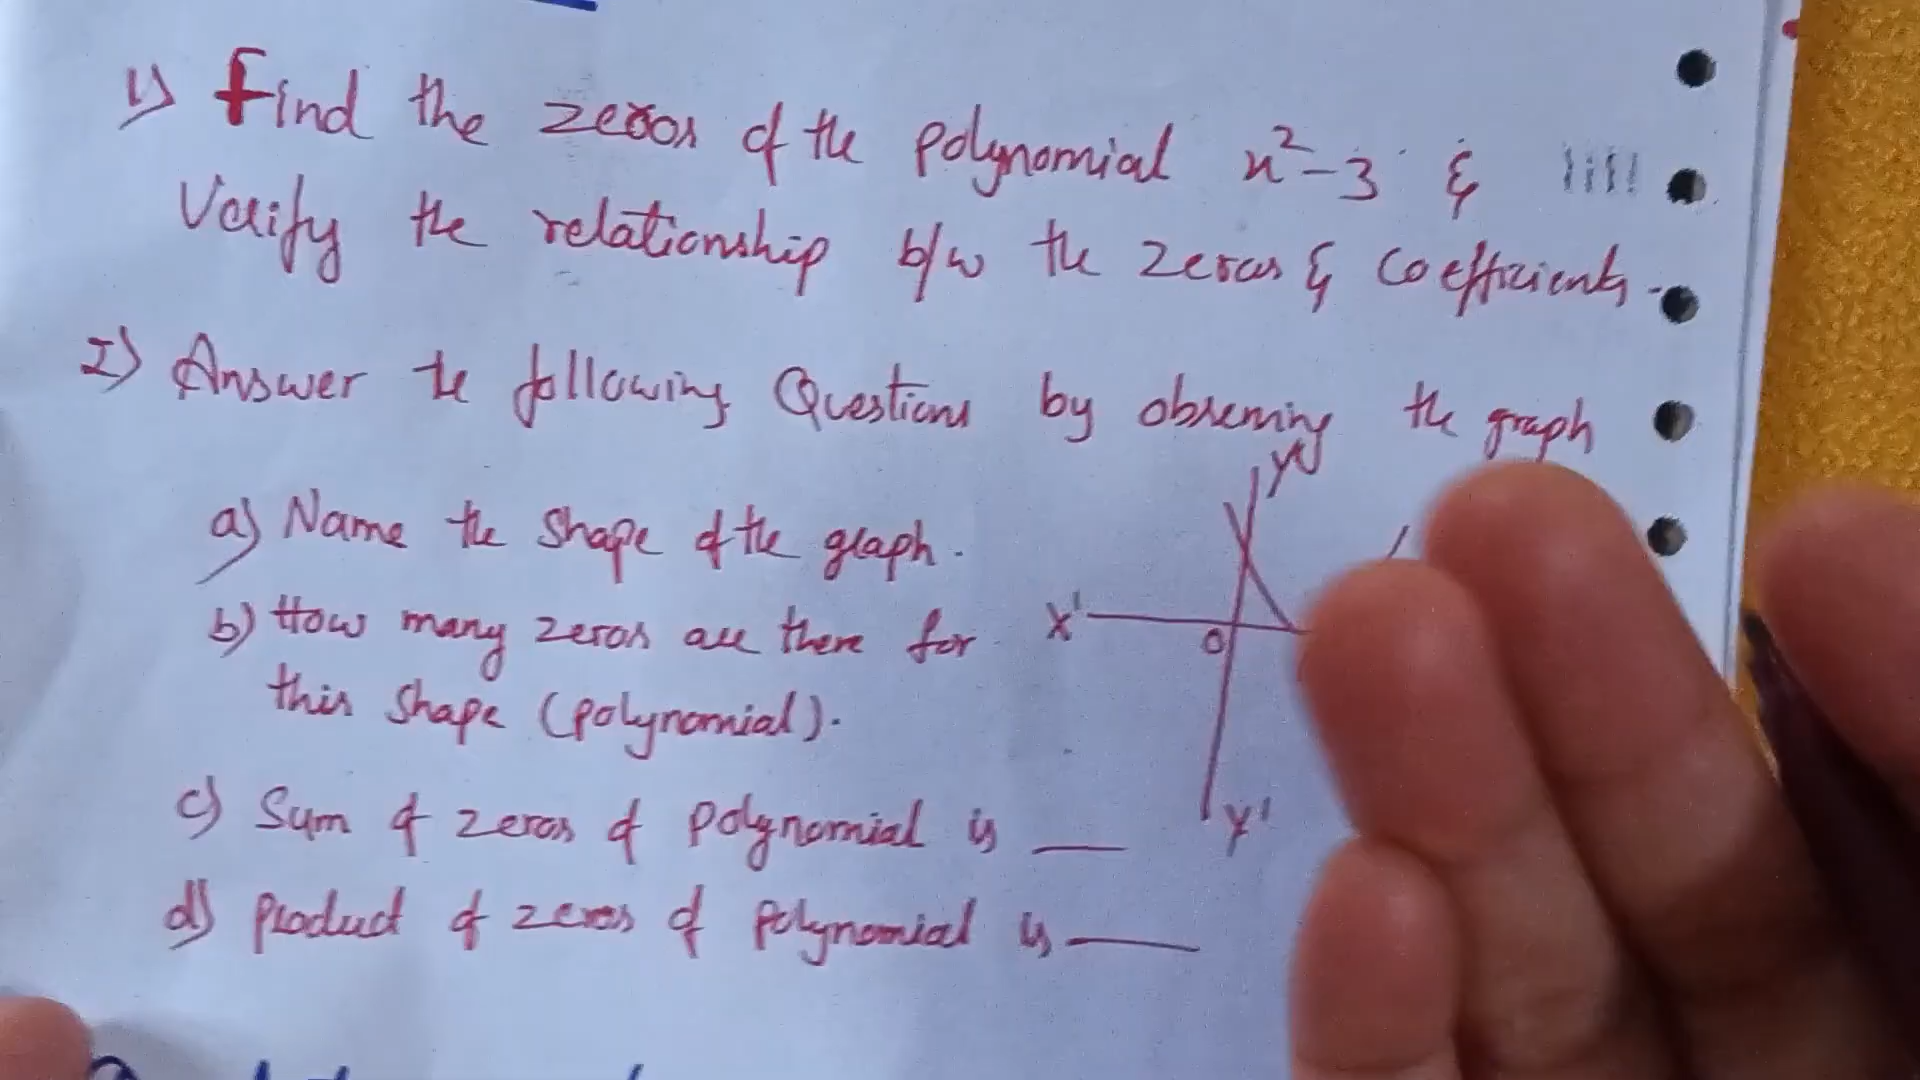 1) Find the zeros of the polynomial x²-3 &
Verify the relationship b/w the zeros & coefficients.
2) Answer the following Questions by observing the graph
a) Name the shape of the graph.
b) How many zeros are there for
this shape (polynomial).
c) Sum of zeros of polynomial is __
d) product of zeros of polynomial is __
Y
X'
O
Y'